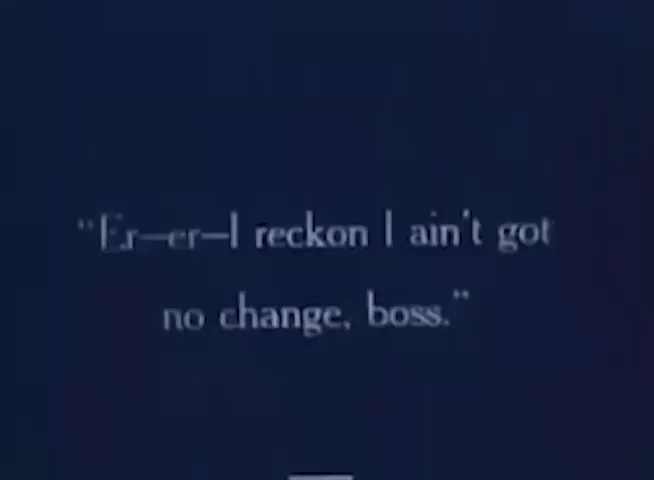 "Er—er—I reckon I ain't got
no change, boss."